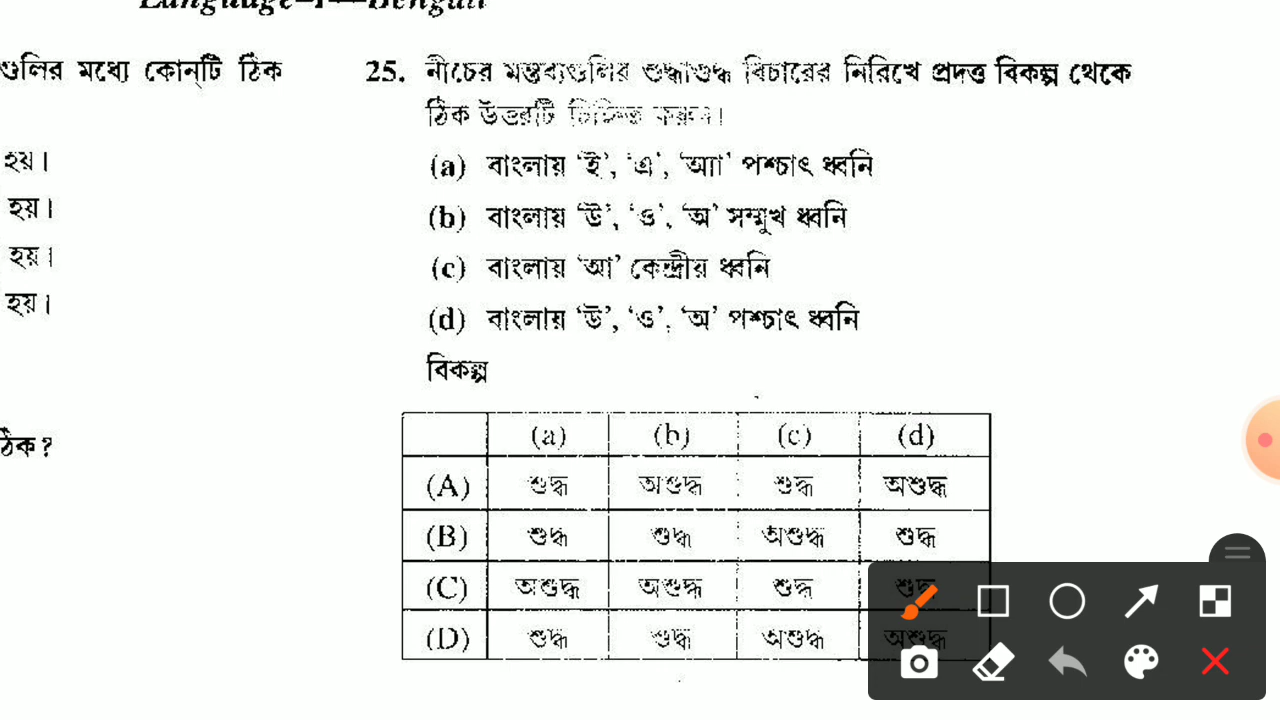 Language–I—Bengali
গুলির মধ্যে কোন্‌টি ঠিক
হয়।
হয়।
হয়।
হয়।
ঠিক?
25. নীচের মন্তব্যগুলির শুদ্ধাশুদ্ধ বিচারের নিরিখে প্রদত্ত বিকল্প থেকে
ঠিক উত্তরটি চিহ্নিত করুন।
(a) বাংলায় ‘ই’, ‘এ’, ‘অ্যা’ পশ্চাৎ ধ্বনি
(b) বাংলায় ‘উ’, ‘ও’, ‘অ’ সম্মুখ ধ্বনি
(c) বাংলায় ‘আ’ কেন্দ্রীয় ধ্বনি
(d) বাংলায় ‘উ’, ‘ও’, ‘অ’ পশ্চাৎ ধ্বনি
বিকল্প
(a) (b) (c) (d)
(A) শুদ্ধ অশুদ্ধ শুদ্ধ অশুদ্ধ
(B) শুদ্ধ শুদ্ধ অশুদ্ধ শুদ্ধ
(C) অশুদ্ধ অশুদ্ধ শুদ্ধ শুদ্ধ
(D) শুদ্ধ শুদ্ধ অশুদ্ধ অশুদ্ধ